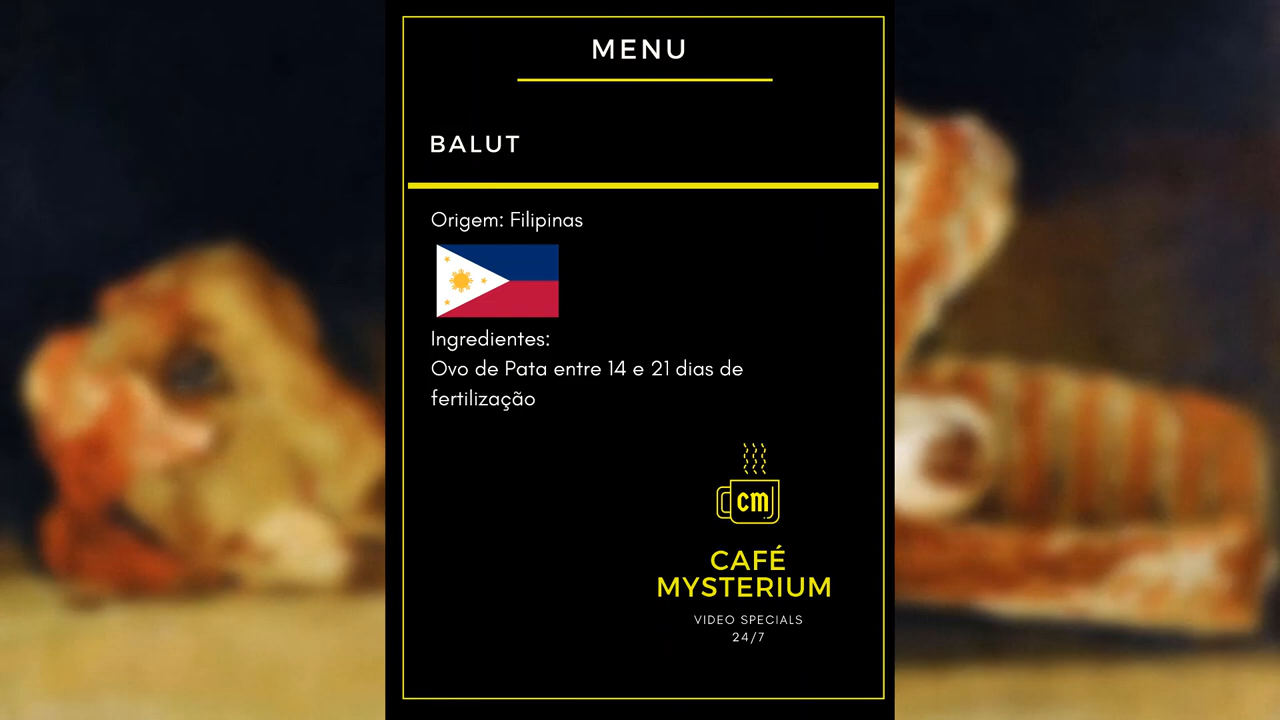 MENU
BALUT
Origem: Filipinas
Ingredientes:
Ovo de Pata entre 14 e 21 dias de
fertilização
cm
CAFÉ
MYSTERIUM
VIDEO SPECIALS
24/7